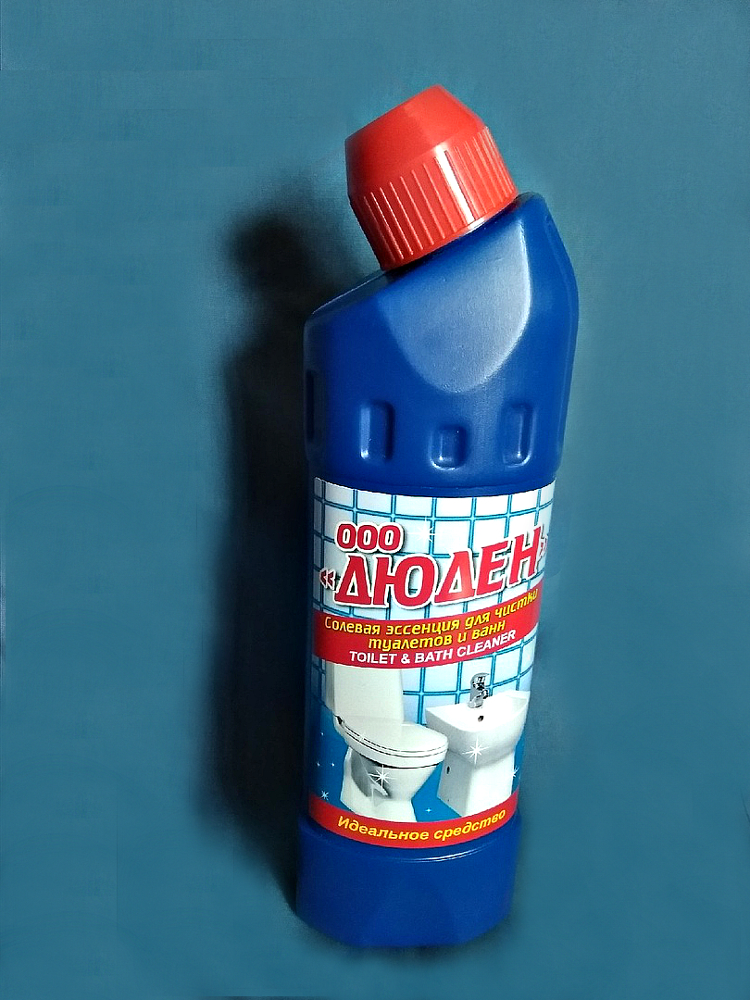 ООО
«ДЮДЕН»
Солевая эссенция для чистки
туалетов и ванн
TOILET & BATH CLEANER
Идеальное средство